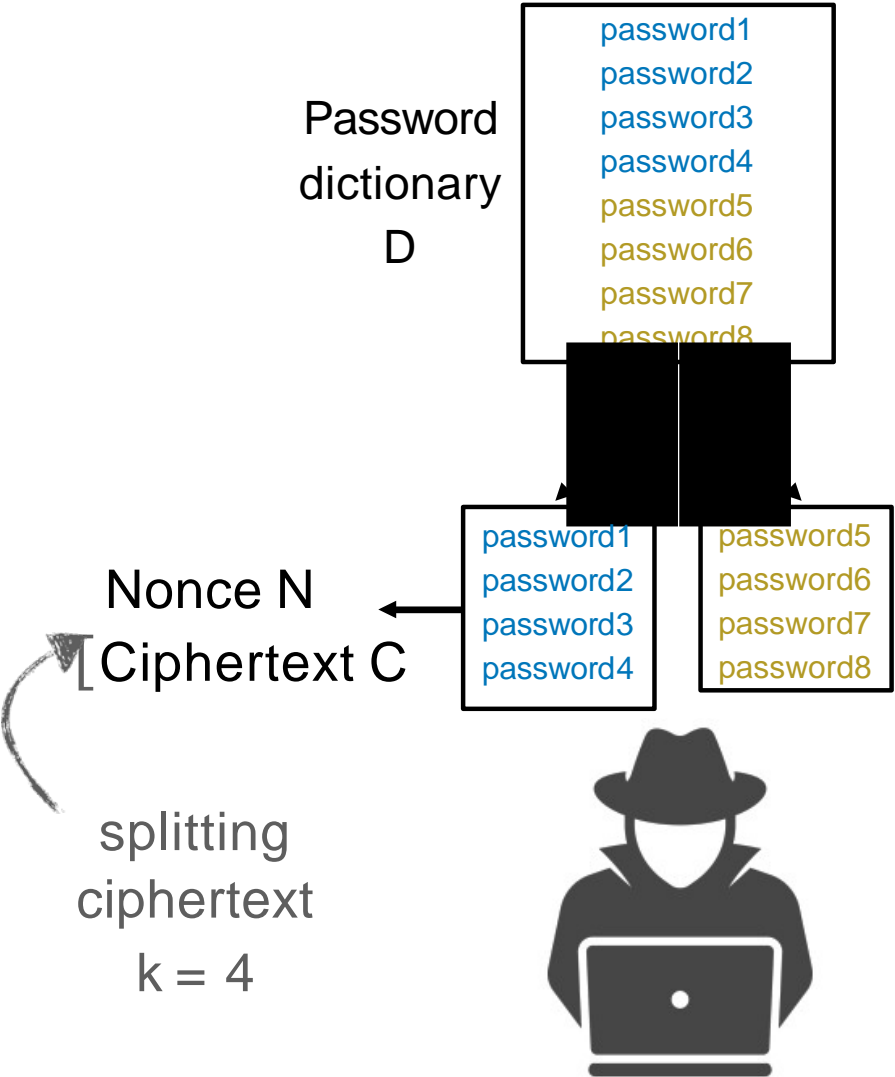 Password
dictionary
D
password1
password2
password3
password4
password5
password6
password7
password8
password1
password2
password3
password4
password5
password6
password7
password8
Nonce N
[Ciphertext C
splitting
ciphertext
k = 4